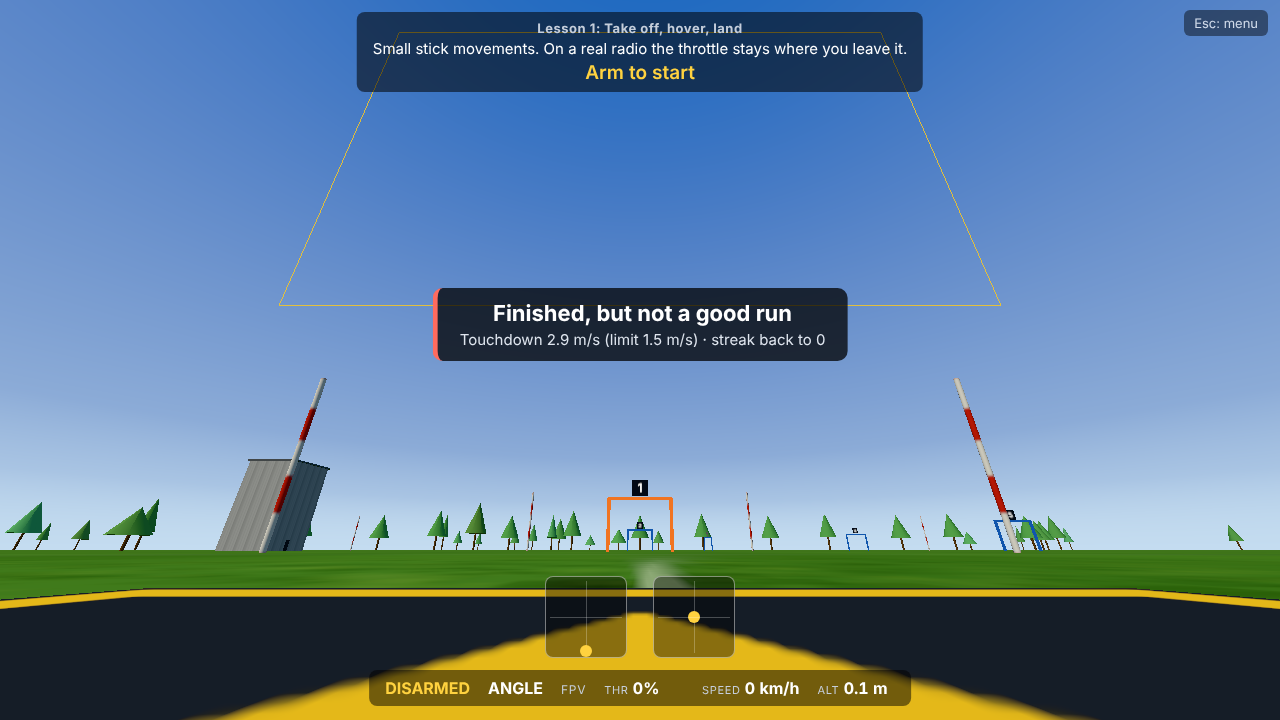 Lesson 1: Take off, hover, land
Small stick movements. On a real radio the throttle stays where you leave it.
Arm to start
Esc: menu
Finished, but not a good run
Touchdown 2.9 m/s (limit 1.5 m/s) · streak back to 0
1
DISARMED ANGLE FPV THR 0% SPEED 0 km/h ALT 0.1 m